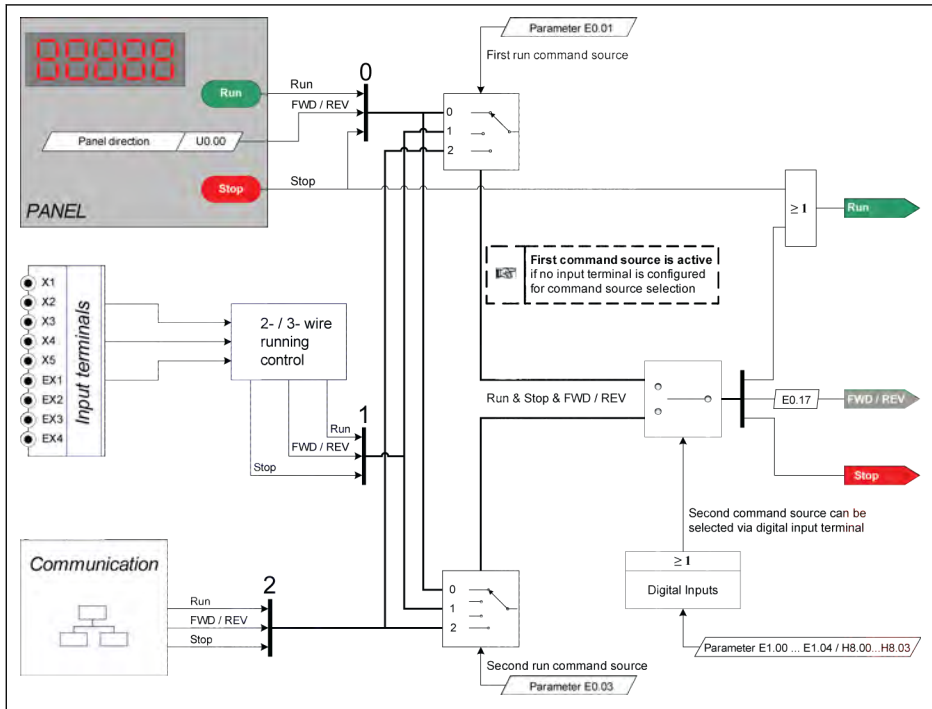 Parameter E0.01
First run command source
88888
Run
Panel direction U0.00
Stop
PANEL
Run
FWD / REV
Stop
0
0
1
2
≥ 1
Run
First command source is active
if no input terminal is configured
for command source selection
X1
X2
X3
X4
X5
EX1
EX2
EX3
EX4
Input terminals
2- / 3- wire
running
control
Run
FWD / REV
Stop
1
Run & Stop & FWD / REV
E0.17
FWD / REV
Stop
Second command source can be
selected via digital input terminal
≥ 1
Digital Inputs
Parameter E1.00 ... E1.04 / H8.00...H8.03
Communication
Run
FWD / REV
Stop
2
0
1
2
Second run command source
Parameter E0.03